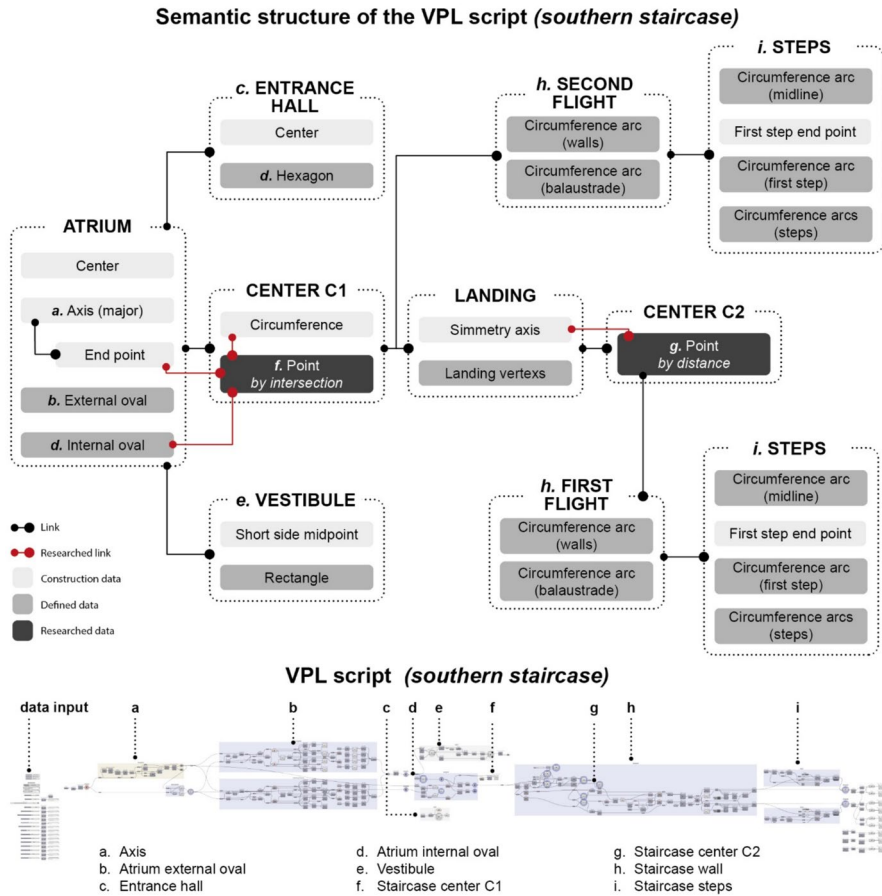 Semantic structure of the VPL script (southern staircase)
c. ENTRANCE
HALL
Center
d. Hexagon
h. SECOND
FLIGHT
Circumference arc
(walls)
Circumference arc
(balaustrade)
i. STEPS
Circumference arc
(midline)
First step end point
Circumference arc
(first step)
Circumference arcs
(steps)
ATRIUM
Center
a. Axis (major)
End point
b. External oval
d. Internal oval
CENTER C1
Circumference
f. Point
by intersection
LANDING
Simmetry axis
Landing vertexs
CENTER C2
g. Point
by distance
e. VESTIBULE
Short side midpoint
Rectangle
h. FIRST
FLIGHT
Circumference arc
(walls)
Circumference arc
(balaustrade)
i. STEPS
Circumference arc
(midline)
First step end point
Circumference arc
(first step)
Circumference arcs
(steps)
Link
Researched link
Construction data
Defined data
Researched data
VPL script (southern staircase)
data input a b c d e f g h i
a. Axis
b. Atrium external oval
c. Entrance hall
d. Atrium internal oval
e. Vestibule
f. Staircase center C1
g. Staircase center C2
h. Staircase wall
i. Staircase steps